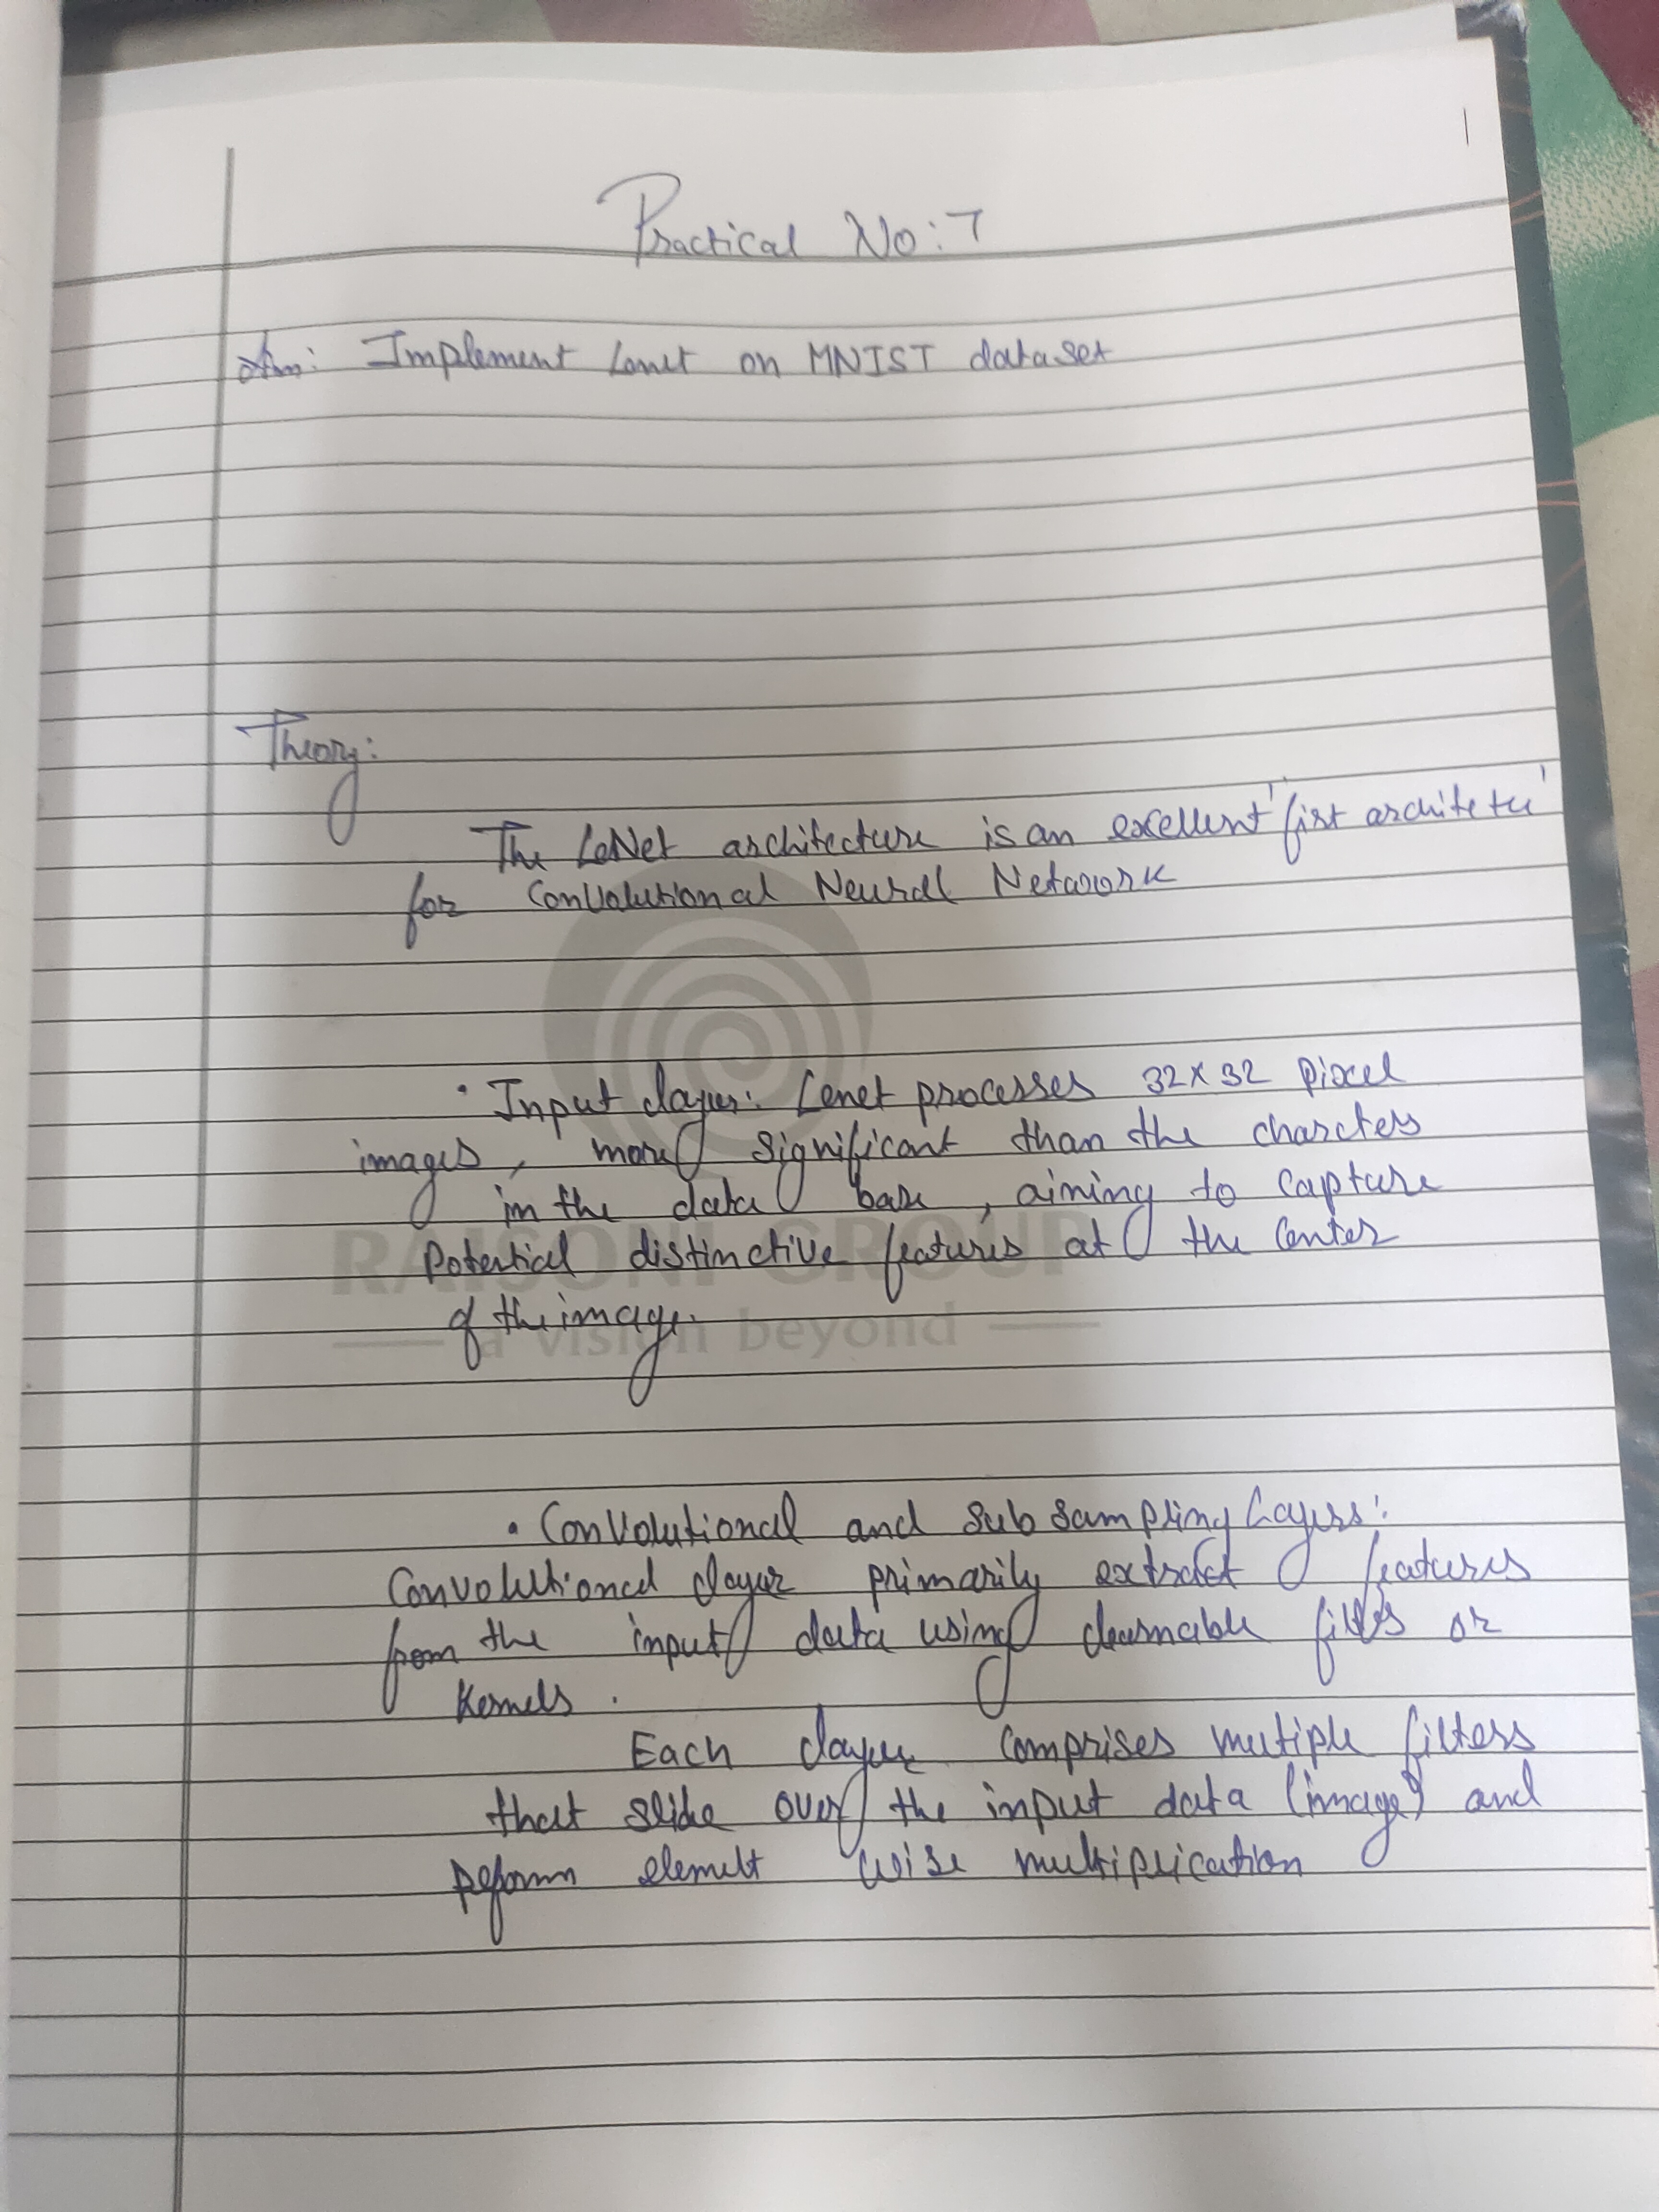 Practical No: 7
Aim: Implement Lenet on MNIST dataset
Theory:
The LeNet architecture is an excellent 'first architetu'
for Convolutional Neural Network
• Input layer: Lenet processes 32 x 32 pixel
images, more significant than the charcters
in the data base, aiming to capture
Potential distinctive features at the Center
of the image.
RAISONI GROUP
— a vision beyond —
• Convolutional and Sub Sampling Layers:
Convolutional layer primarily extract features
from the input data using learnable filters or
Kernels.
Each layer comprises multiple filters
that slide over the input data (image) and
peform elemet wise multiplication